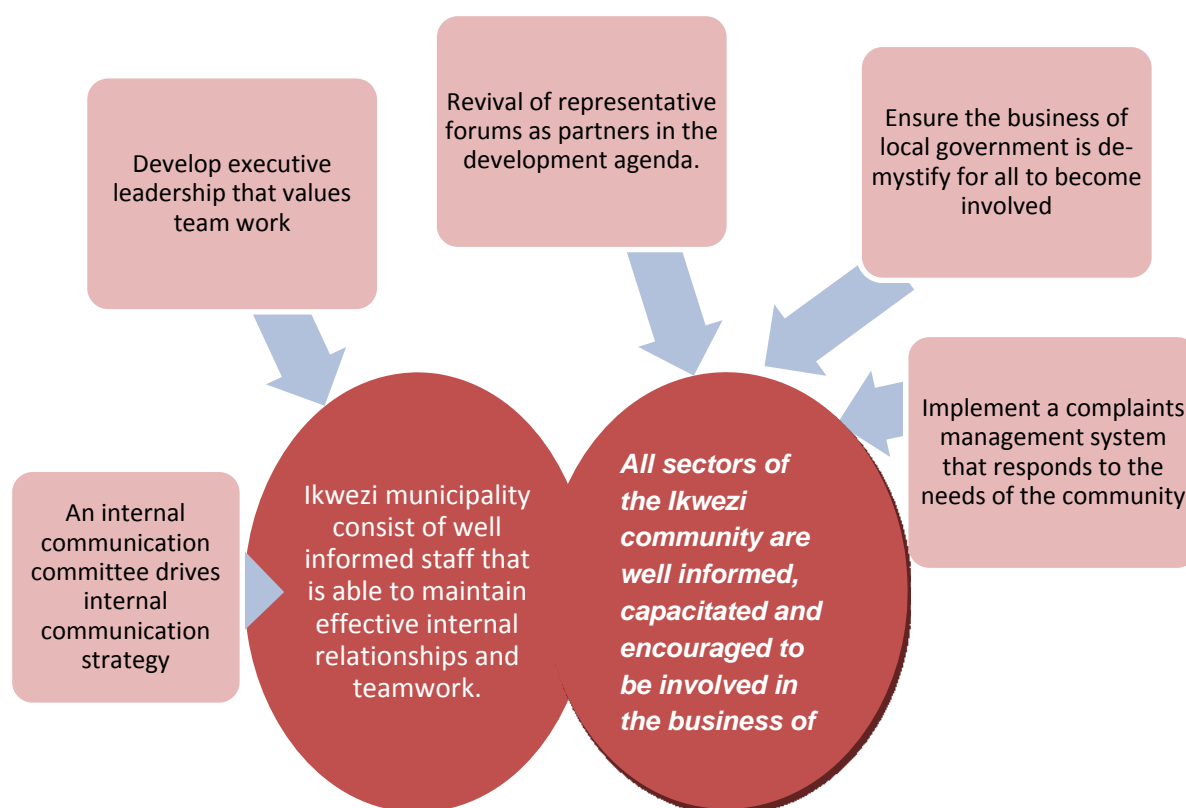 Develop executive
leadership that values
team work
Revival of representative
forums as partners in the
development agenda.
Ensure the business of
local government is de-
mystify for all to become
involved
Implement a complaints
management system
that responds to the
needs of the community
An internal
communication
committee drives
internal
communication
strategy
Ikwezi municipality
consist of well
informed staff that
is able to maintain
effective internal
relationships and
teamwork.
All sectors of
the Ikwezi
community are
well informed,
capacitated and
encouraged to
be involved in
the business of